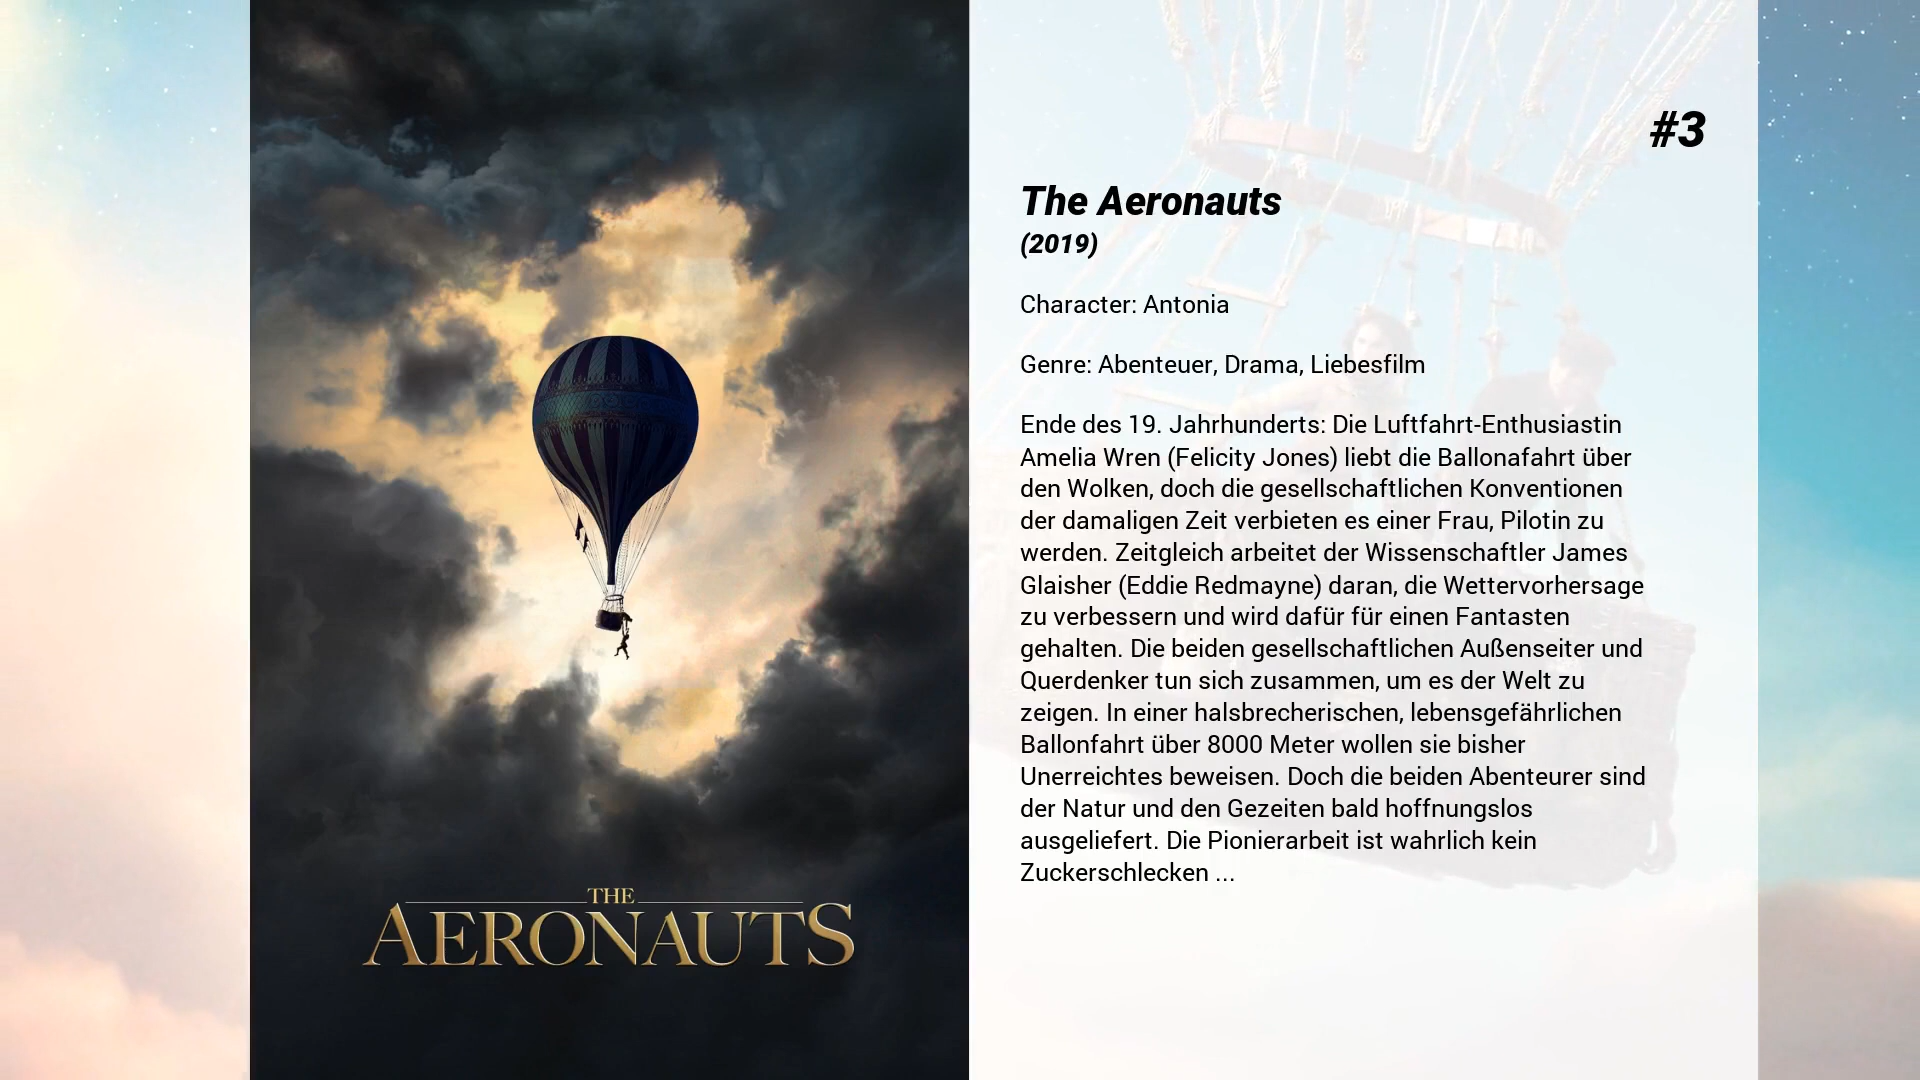 THE
AERONAUTS
#3
The Aeronauts
(2019)
Character: Antonia
Genre: Abenteuer, Drama, Liebesfilm
Ende des 19. Jahrhunderts: Die Luftfahrt-Enthusiastin
Amelia Wren (Felicity Jones) liebt die Ballonafahrt über
den Wolken, doch die gesellschaftlichen Konventionen
der damaligen Zeit verbieten es einer Frau, Pilotin zu
werden. Zeitgleich arbeitet der Wissenschaftler James
Glaisher (Eddie Redmayne) daran, die Wettervorhersage
zu verbessern und wird dafür für einen Fantasten
gehalten. Die beiden gesellschaftlichen Außenseiter und
Querdenker tun sich zusammen, um es der Welt zu
zeigen. In einer halsbrecherischen, lebensgefährlichen
Ballonfahrt über 8000 Meter wollen sie bisher
Unerreichtes beweisen. Doch die beiden Abenteurer sind
der Natur und den Gezeiten bald hoffnungslos
ausgeliefert. Die Pionierarbeit ist wahrlich kein
Zuckerschlecken ...